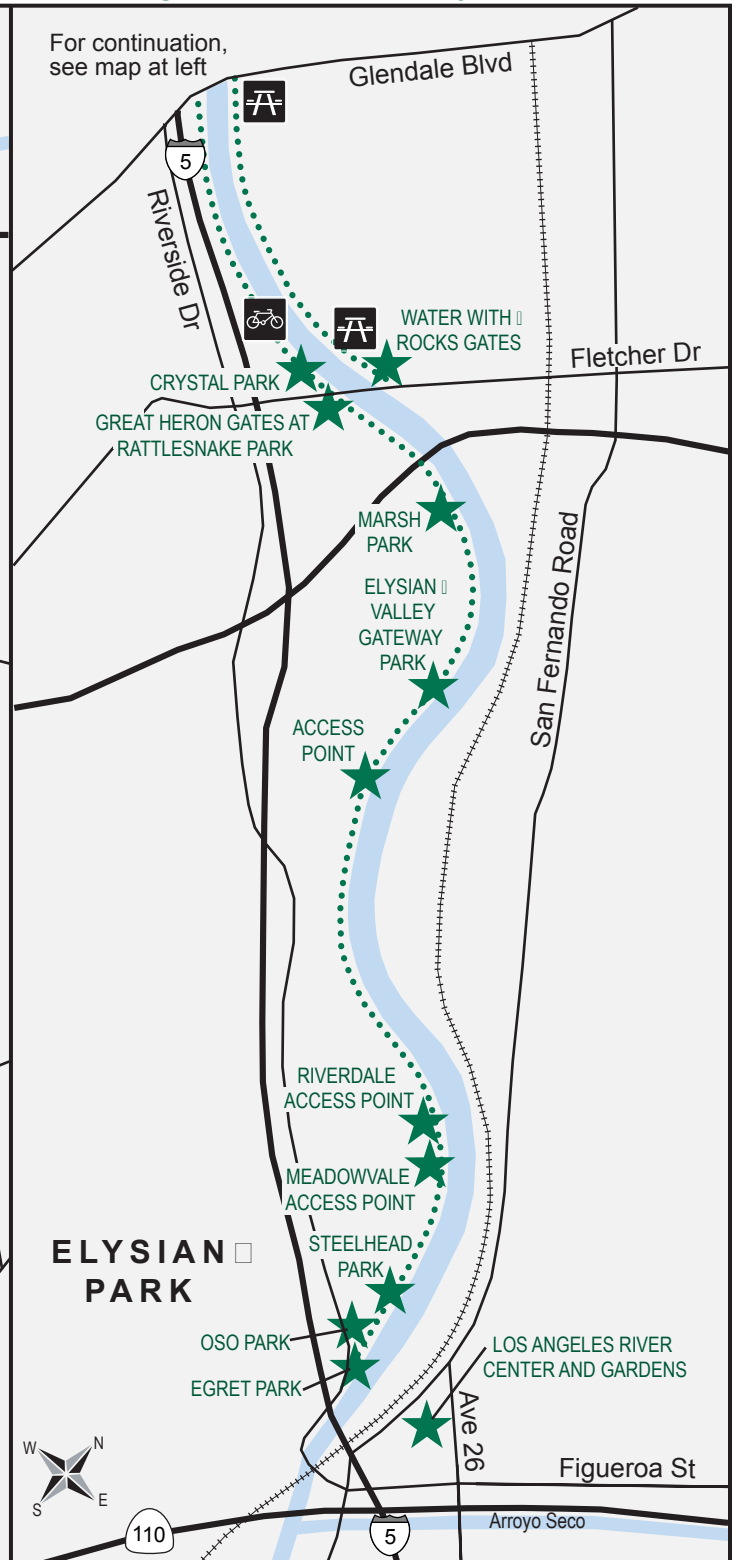 For continuation,
see map at left
Glendale Blvd
5
Riverside Dr
WATER WITH
ROCKS GATES
Fletcher Dr
CRYSTAL PARK
GREAT HERON GATES AT
RATTLESNAKE PARK
MARSH
PARK
ELYSIAN
VALLEY
GATEWAY
PARK
San Fernando Road
ACCESS
POINT
RIVERDALE
ACCESS POINT
MEADOWVALE
ACCESS POINT
STEELHEAD
PARK
ELYSIAN
PARK
OSO PARK
EGRET PARK
LOS ANGELES RIVER
CENTER AND GARDENS
Ave 26
W
N
S
E
Figueroa St
110
5
Arroyo Seco